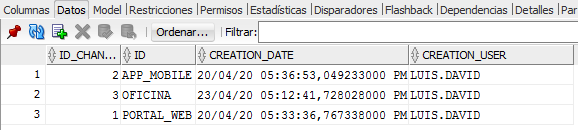 Columnas Datos Model Restricciones Permisos Estadísticas Disparadores Flashback Dependencias Detalles Par
Ordenar... Filtrar:
ID_CHAN... ID CREATION_DATE CREATION_USER
1 2 APP_MOBILE 20/04/20 05:36:53,049233000 PM LUIS.DAVID
2 3 OFICINA 23/04/20 05:12:41,728028000 PM LUIS.DAVID
3 1 PORTAL_WEB 20/04/20 05:33:36,767338000 PM LUIS.DAVID